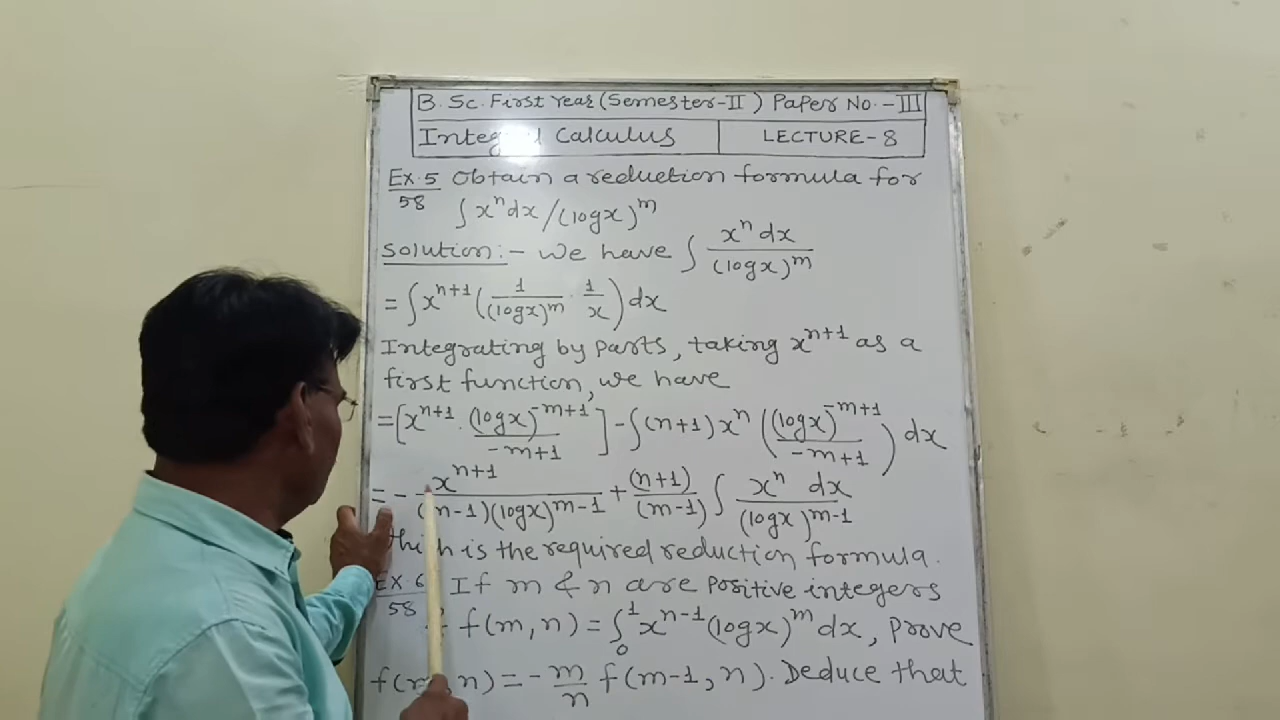 B.Sc. First Year (Semester-II) Paper No.-III
Calculus LECTURE-8
Ex.5/58 Obtain a reduction formula for
∫ xⁿdx/(logx)ᵐ
Solution:- We have ∫ xⁿ dx/(logx)ᵐ
= ∫ xⁿ⁺¹ (1/(logx)ᵐ · 1/x) dx
Integrating by Parts, taking xⁿ⁺¹ as a
first function, we have
= [xⁿ⁺¹ · (logx)⁻ᵐ⁺¹/-m+1] - ∫(n+1) xⁿ ((logx)⁻ᵐ⁺¹/-m+1) dx
= - xⁿ⁺¹/(m-1)(logx)ᵐ⁻¹ + (n+1)/(m-1) ∫ xⁿ dx/(logx)ᵐ⁻¹
is the required reduction formula.
EX.6/58 If m & n are Positive integers
f(m,n) = ∫₀¹ xⁿ⁻¹ (logx)ᵐ dx, Prove
f(m,n) = - m/n f(m-1, n). Deduce that